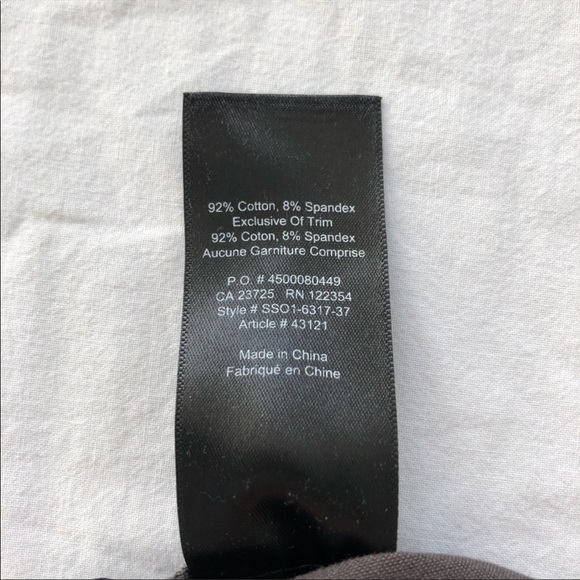 92% Cotton, 8% Spandex
Exclusive Of Trim
92% Coton, 8% Spandex
Aucune Garniture Comprise
P.O. # 4500080449
CA 23725 RN 122354
Style # SSO1-6317-37
Article # 43121
Made in China
Fabriqué en Chine